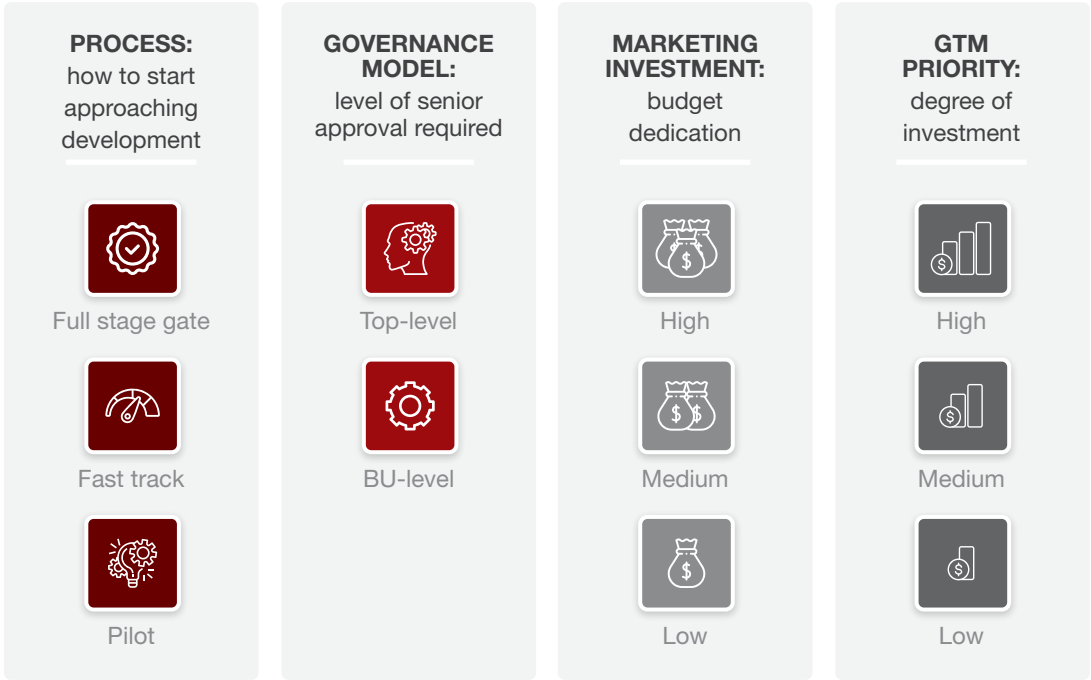 PROCESS:
how to start
approaching
development
Full stage gate
Fast track
Pilot
GOVERNANCE
MODEL:
level of senior
approval required
Top-level
BU-level
MARKETING
INVESTMENT:
budget
dedication
$
High
$ $
Medium
$
Low
GTM
PRIORITY:
degree of
investment
$
High
$
Medium
$
Low